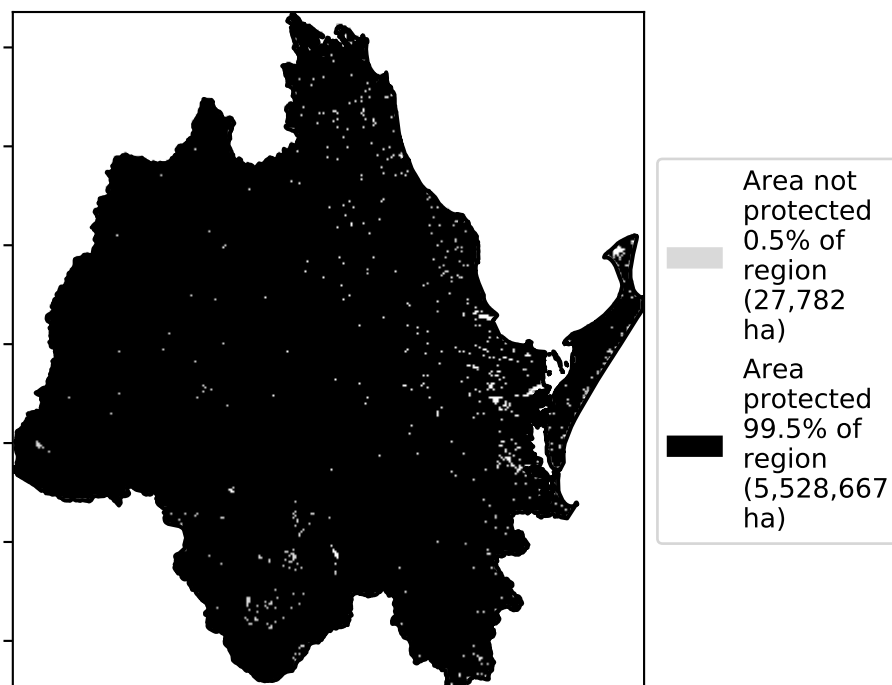 Area not
protected
0.5% of
region
(27,782
ha)
Area
protected
99.5% of
region
(5,528,667
ha)